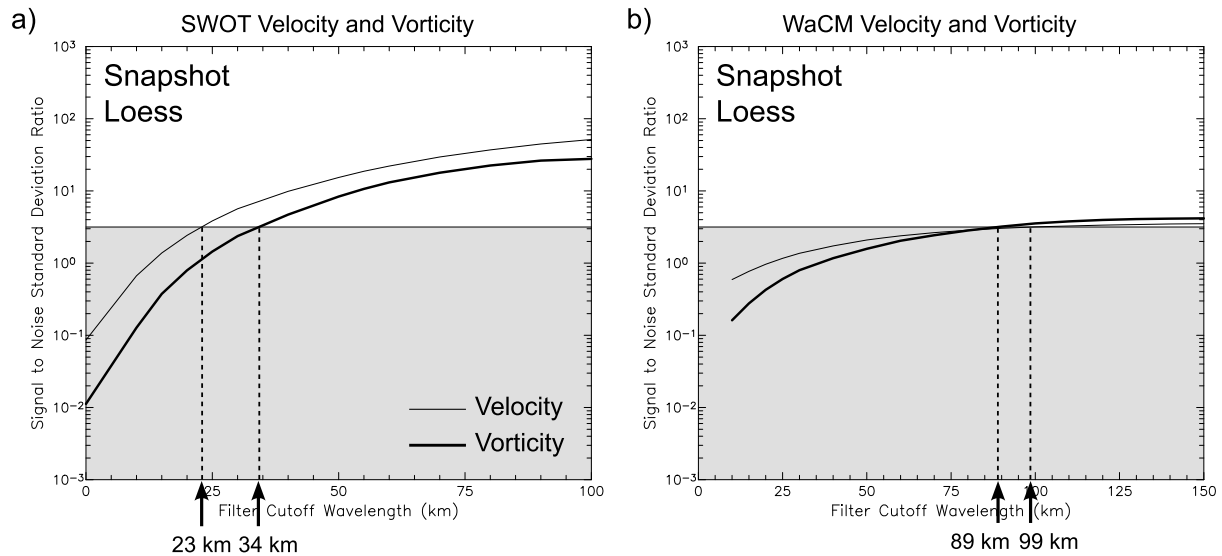 a)
SWOT Velocity and Vorticity
Snapshot
Loess
Signal to Noise Standard Deviation Ratio
10³
10²
10¹
10⁰
10⁻¹
10⁻²
10⁻³
Velocity
Vorticity
0 25 50 75 100
Filter Cutoff Wavelength (km)
23 km 34 km
b)
WaCM Velocity and Vorticity
Snapshot
Loess
Signal to Noise Standard Deviation Ratio
10³
10²
10¹
10⁰
10⁻¹
10⁻²
10⁻³
0 25 50 75 100 125 150
Filter Cutoff Wavelength (km)
89 km 99 km